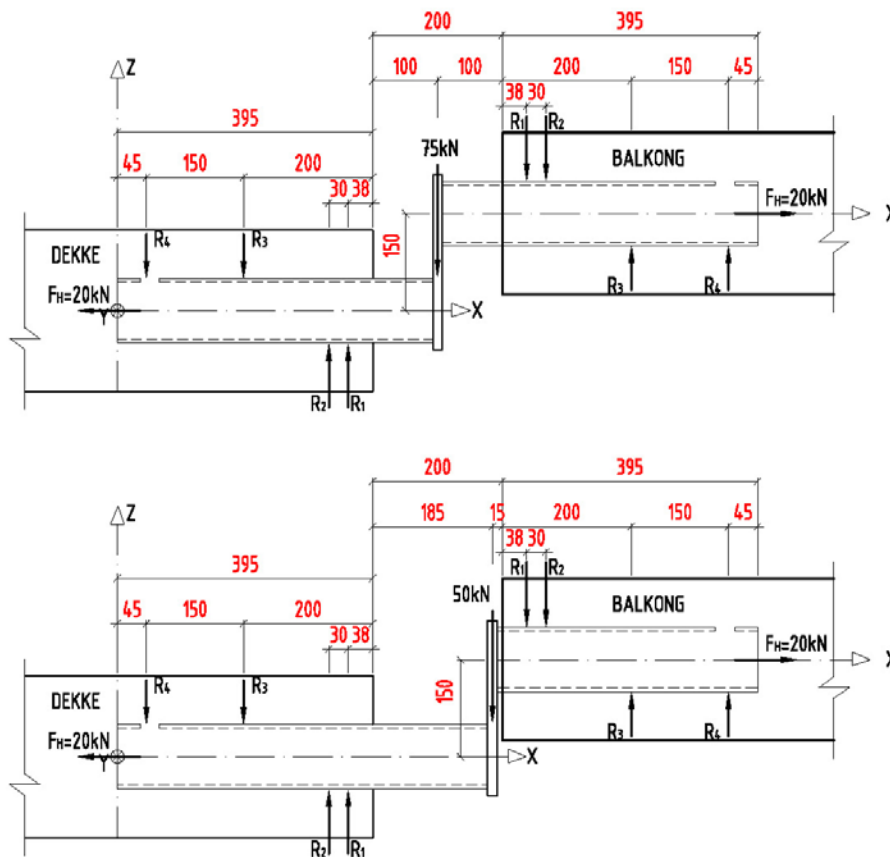 200 395
100 100 200 150 45
Z
38 30
395
R₁ R₂
45 150 200
75kN
BALKONG
30 38
FH=20kN
X
R₄ R₃
150
DEKKE
R₃ R₄
FH=20kN
Y
X
R₂ R₁
200 395
185 15 200 150 45
Z
38 30
395
R₁ R₂
45 150 200
50kN
BALKONG
30 38
FH=20kN
X
R₄ R₃
150
DEKKE
R₃ R₄
FH=20kN
Y
X
R₂ R₁